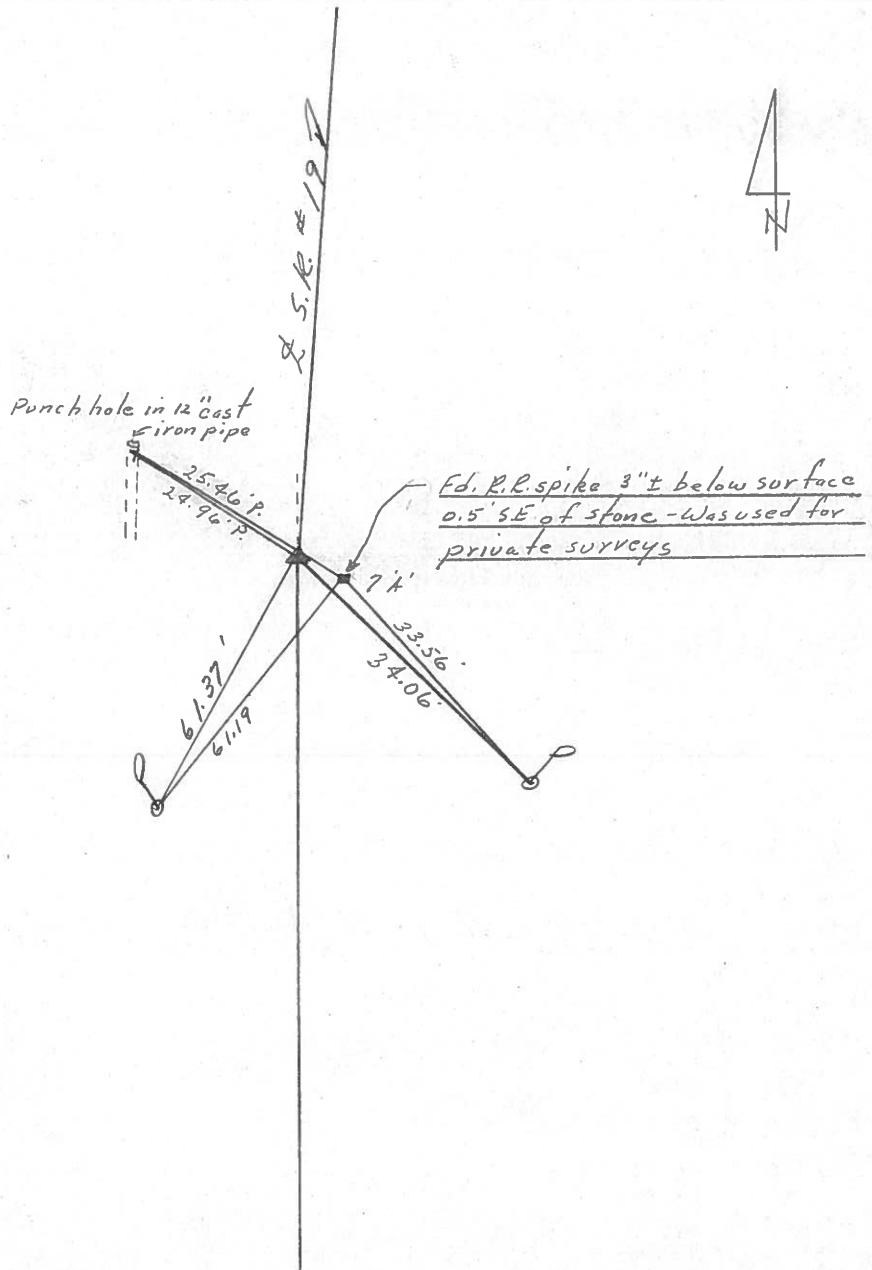 ℄ S.R. # 19
N
Punch hole in 12" cast
iron pipe
25.46' P.
24.96' P.
Fd. R.R. spike 3"± below surface
0.5' S.E. of stone - Was used for
private surveys
7 'A'
33.56'
34.06'
61.37'
61.19